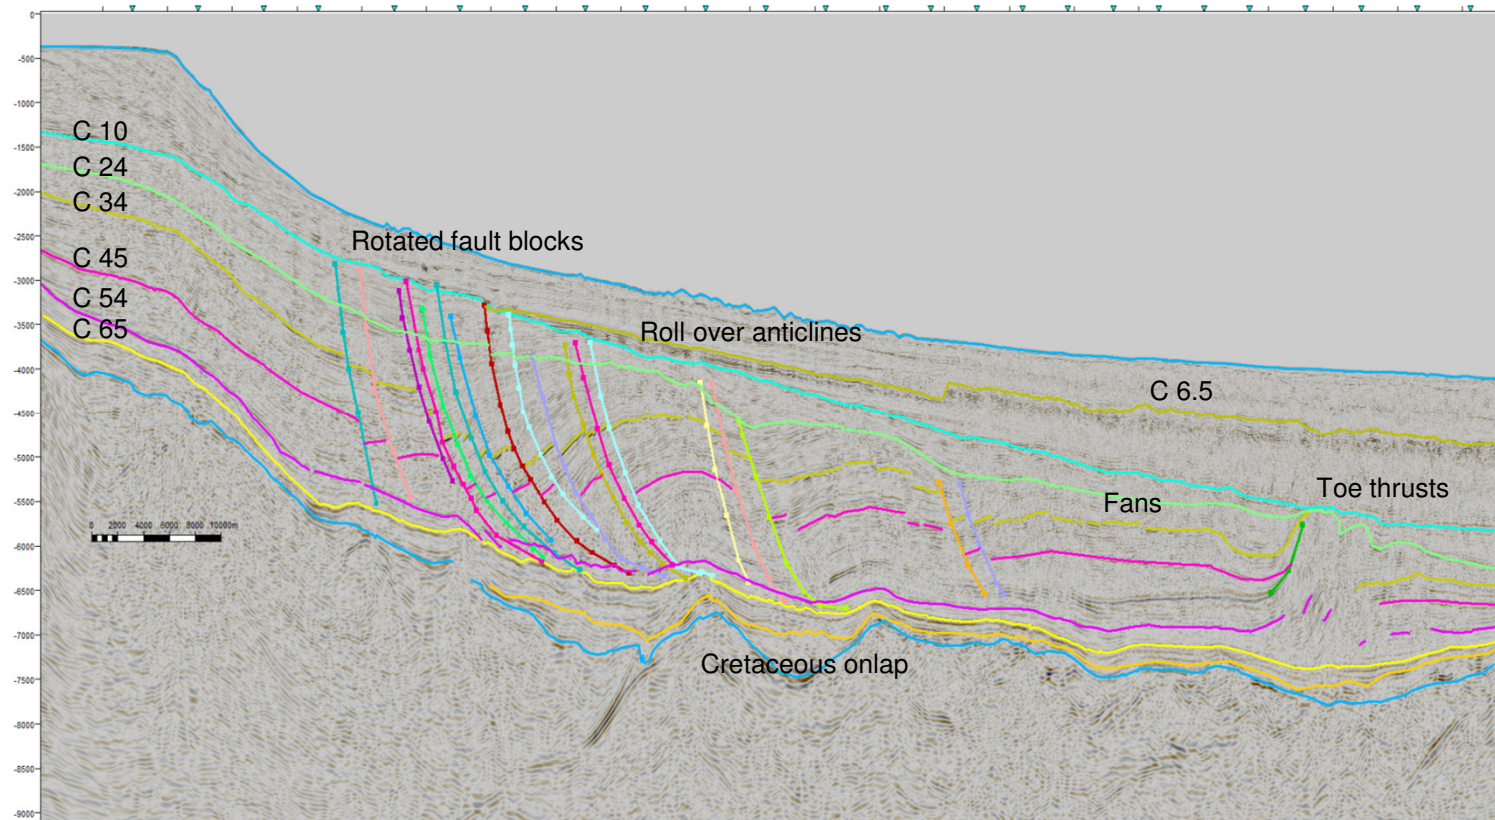 0
-500
-1000
C 10
-1500
C 24
-2000
C 34
Rotated fault blocks
-2500
C 45
-3000
C 54
C 65
Roll over anticlines
-3500
-4000
C 6.5
-4500
-5000
Fans
Toe thrusts
-5500
0 2000 4000 6000 10000m
-6000
-6500
Cretaceous onlap
-7000
-7500
-8000
-8500
-9000